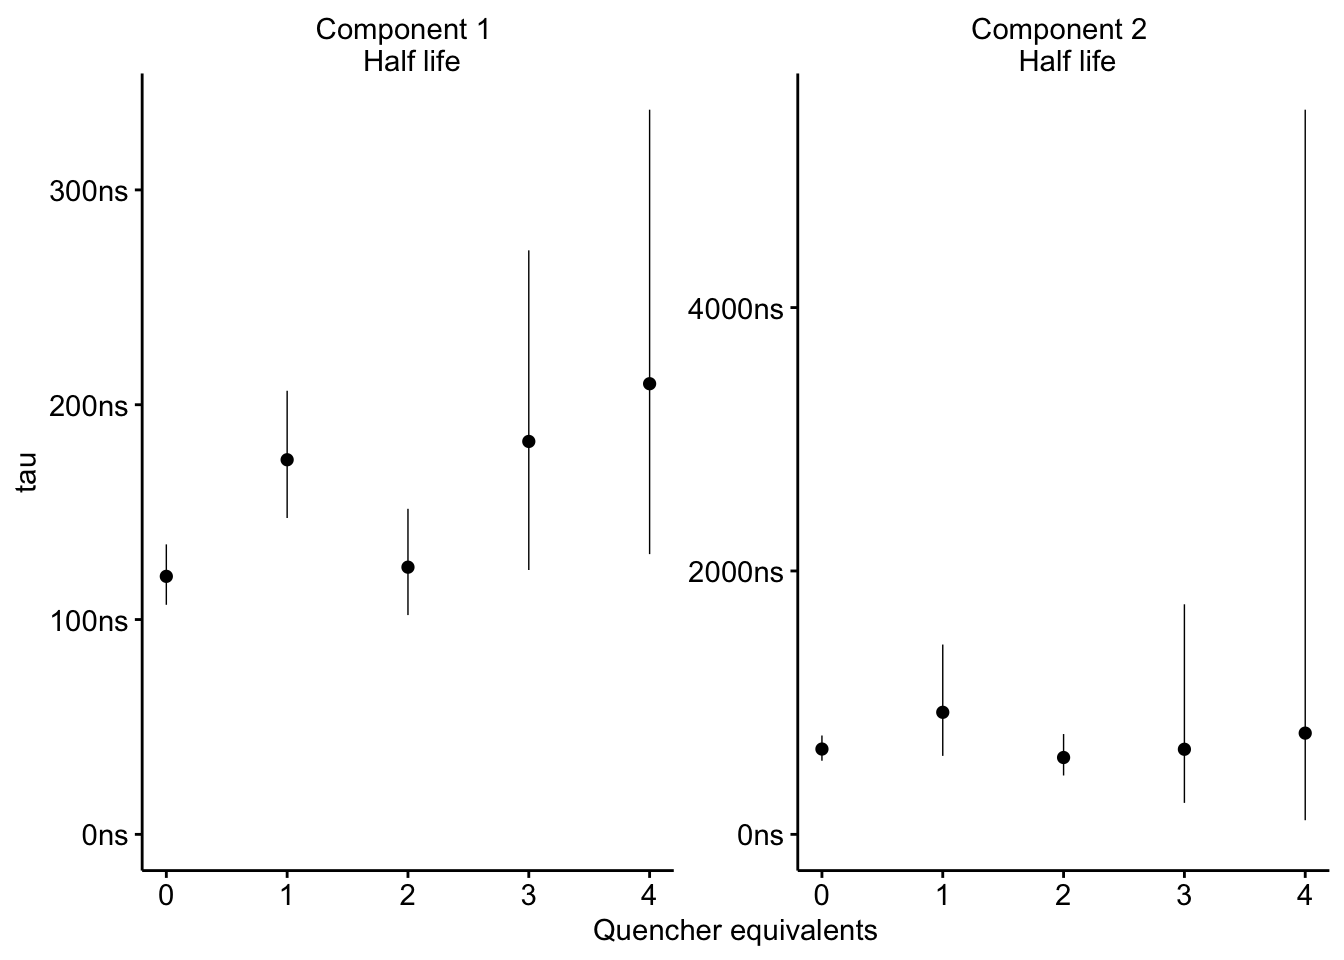 Component 1
Half life
Component 2
Half life
tau
300ns
200ns
100ns
0ns
4000ns
2000ns
0ns
0 1 2 3 4
0 1 2 3 4
Quencher equivalents